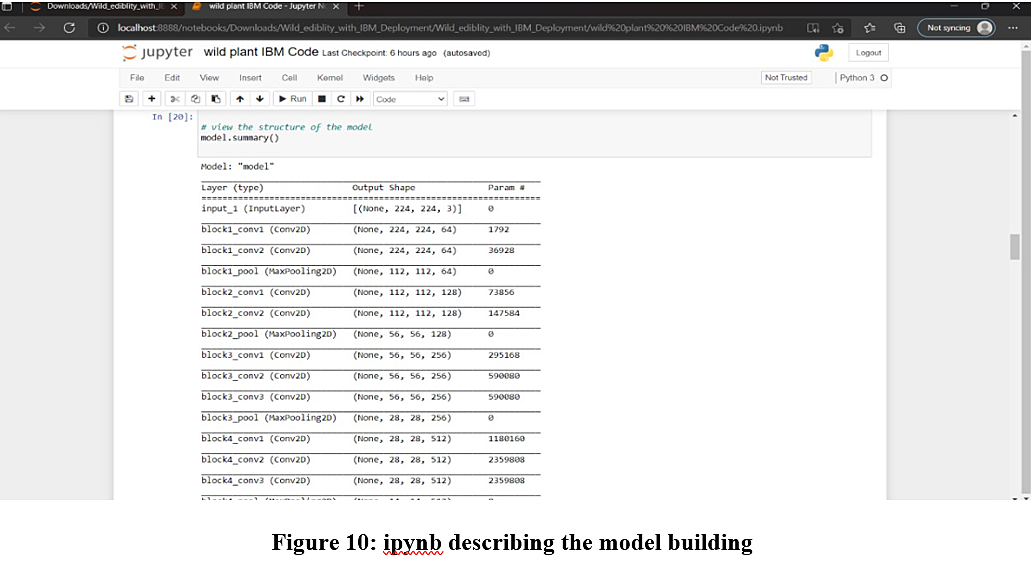 Downloads/Wild_ediblity_with_I wild plant IBM Code - Jupyter N
localhost:8888/notebooks/Downloads/Wild_ediblity_with_IBM_Deployment/Wild_ediblity_with_IBM_Deployment/wild%20plant%20%20IBM%20Code%20.ipynb Not syncing
jupyter wild plant IBM Code Last Checkpoint: 6 hours ago (autosaved) Logout
File Edit View Insert Cell Kernel Widgets Help Not Trusted Python 3
Run Code
In [20]:
# view the structure of the model
model.summary()
Model: "model"
Layer (type) Output Shape Param #
input_1 (InputLayer) [(None, 224, 224, 3)] 0
block1_conv1 (Conv2D) (None, 224, 224, 64) 1792
block1_conv2 (Conv2D) (None, 224, 224, 64) 36928
block1_pool (MaxPooling2D) (None, 112, 112, 64) 0
block2_conv1 (Conv2D) (None, 112, 112, 128) 73856
block2_conv2 (Conv2D) (None, 112, 112, 128) 147584
block2_pool (MaxPooling2D) (None, 56, 56, 128) 0
block3_conv1 (Conv2D) (None, 56, 56, 256) 295168
block3_conv2 (Conv2D) (None, 56, 56, 256) 590080
block3_conv3 (Conv2D) (None, 56, 56, 256) 590080
block3_pool (MaxPooling2D) (None, 28, 28, 256) 0
block4_conv1 (Conv2D) (None, 28, 28, 512) 1180160
block4_conv2 (Conv2D) (None, 28, 28, 512) 2359808
block4_conv3 (Conv2D) (None, 28, 28, 512) 2359808
Figure 10: ipynb describing the model building